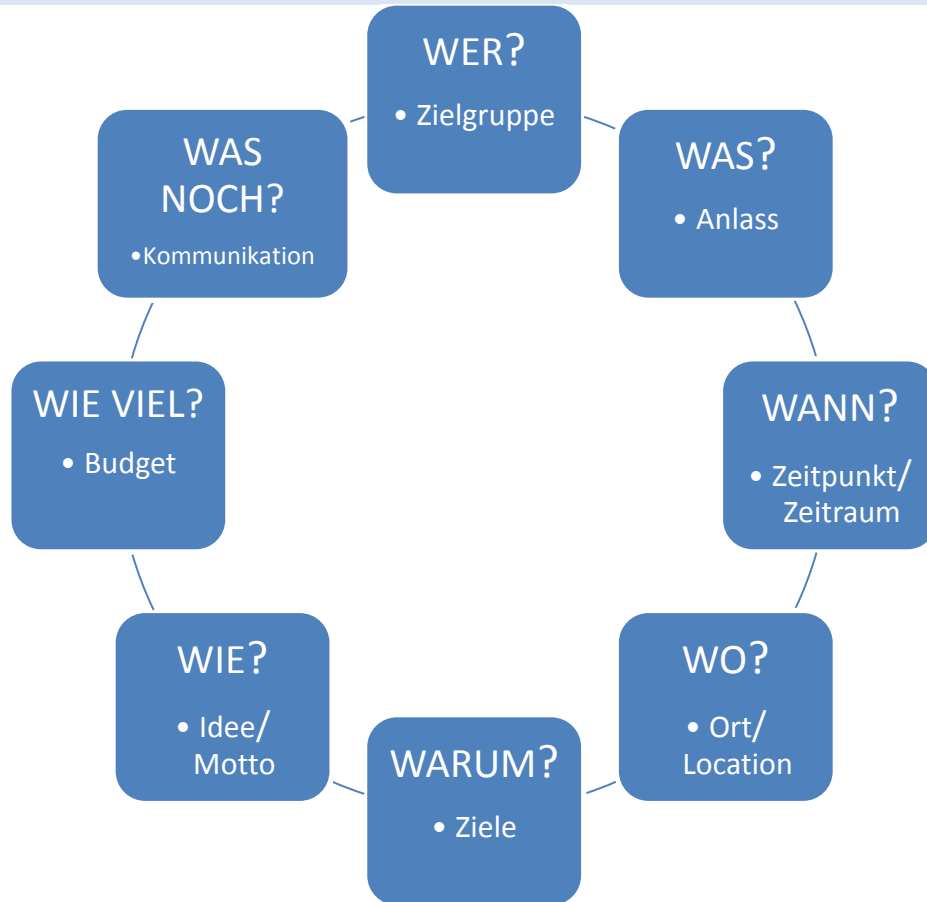 WER?
• Zielgruppe
WAS?
• Anlass
WANN?
• Zeitpunkt/
Zeitraum
WO?
• Ort/
Location
WARUM?
• Ziele
WIE?
• Idee/
Motto
WIE VIEL?
• Budget
WAS
NOCH?
•Kommunikation